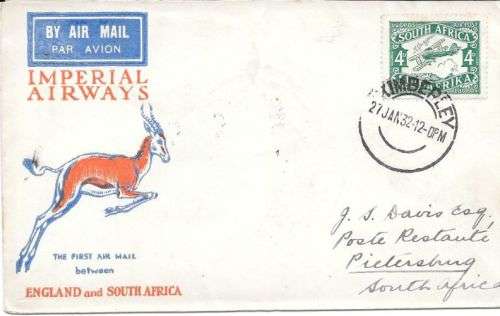 BY AIR MAIL
PAR AVION
IMPERIAL
AIRWAYS
SOUTH AFRICA
4D 4D
KIMBERLEY
27 JAN 32·12-0PM
J. S. Davis Esq,
Poste Restante
Pietersburg
South Africa
THE FIRST AIR MAIL
between
ENGLAND and SOUTH AFRICA